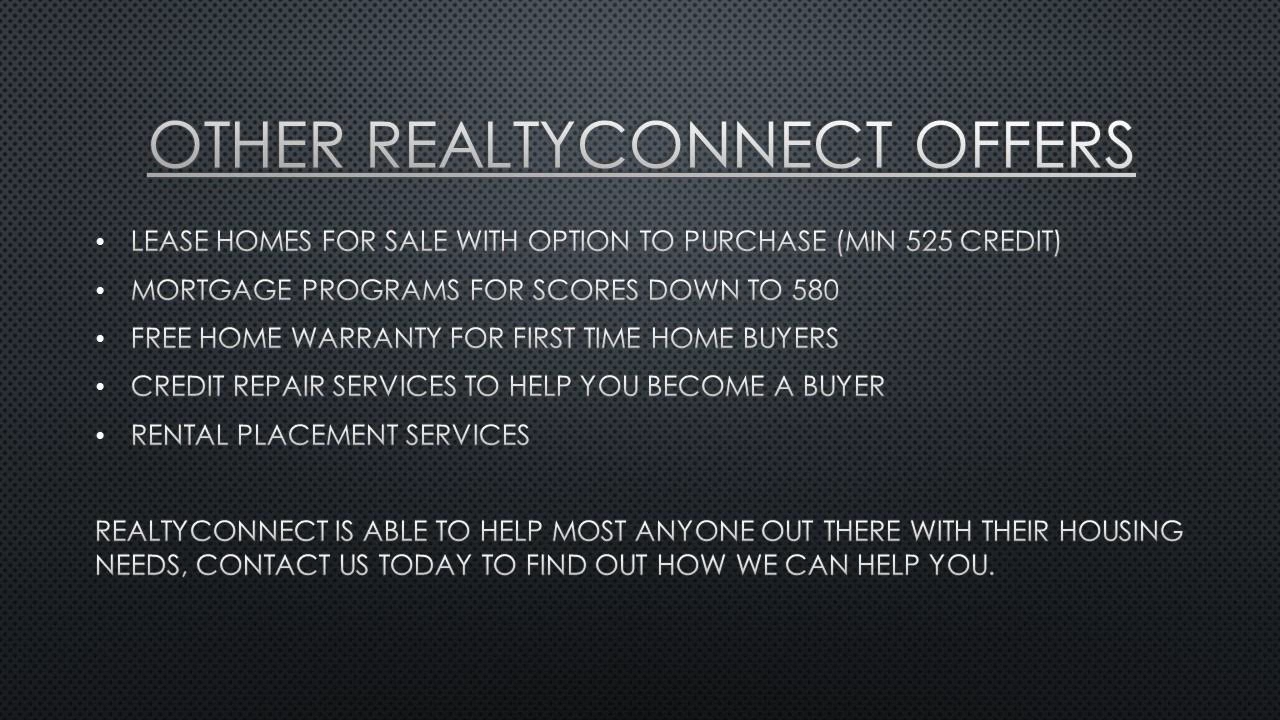 OTHER REALTYCONNECT OFFERS
• LEASE HOMES FOR SALE WITH OPTION TO PURCHASE (MIN 525 CREDIT)
• MORTGAGE PROGRAMS FOR SCORES DOWN TO 580
• FREE HOME WARRANTY FOR FIRST TIME HOME BUYERS
• CREDIT REPAIR SERVICES TO HELP YOU BECOME A BUYER
• RENTAL PLACEMENT SERVICES
REALTYCONNECT IS ABLE TO HELP MOST ANYONE OUT THERE WITH THEIR HOUSING
NEEDS, CONTACT US TODAY TO FIND OUT HOW WE CAN HELP YOU.